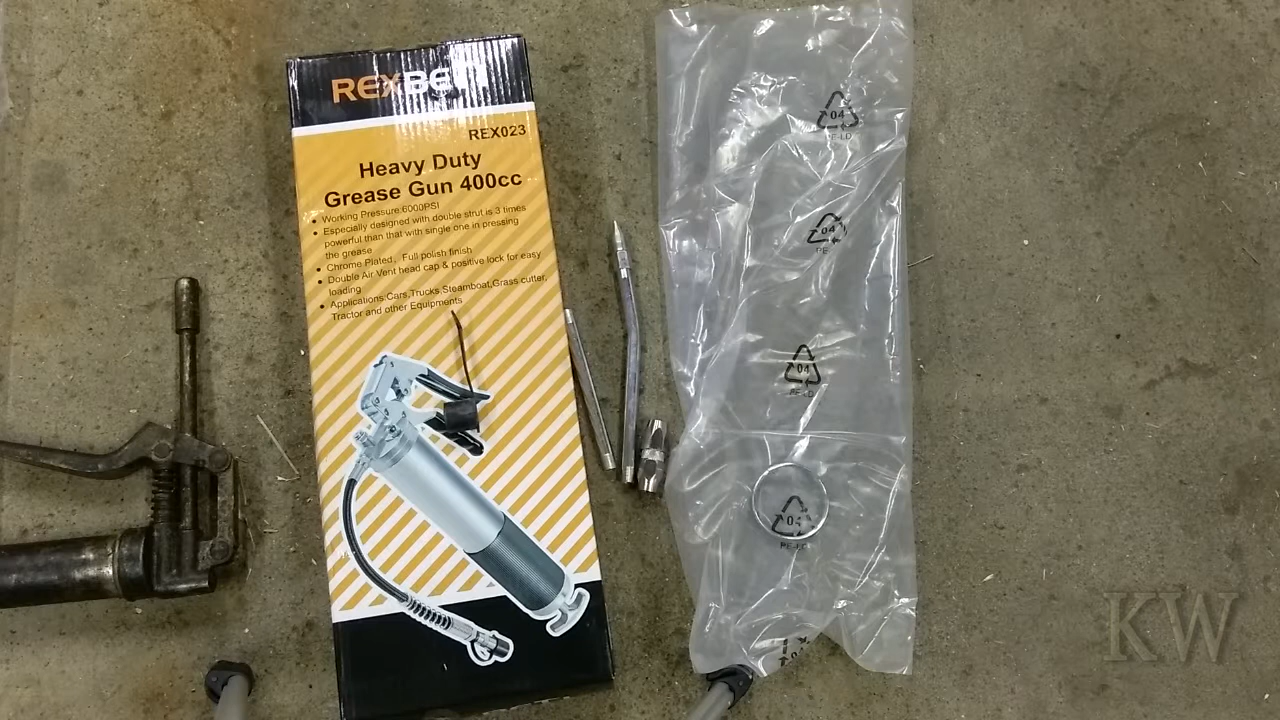 REXBETI
REX023
Heavy Duty
Grease Gun 400cc
Working Pressure 6000PSI
Especially designed with double strut is 3 times
powerful than that with single one in pressing
the grease
Chrome Plated, Full polish finish
Double Air Vent head cap & positive lock for easy
loading
Applications Cars,Trucks,Steamboat,Grass cutter,
Tractor and other Equipments
04
PE-LD
04
PE
04
PE-LD
04
PE-LD
04
KW